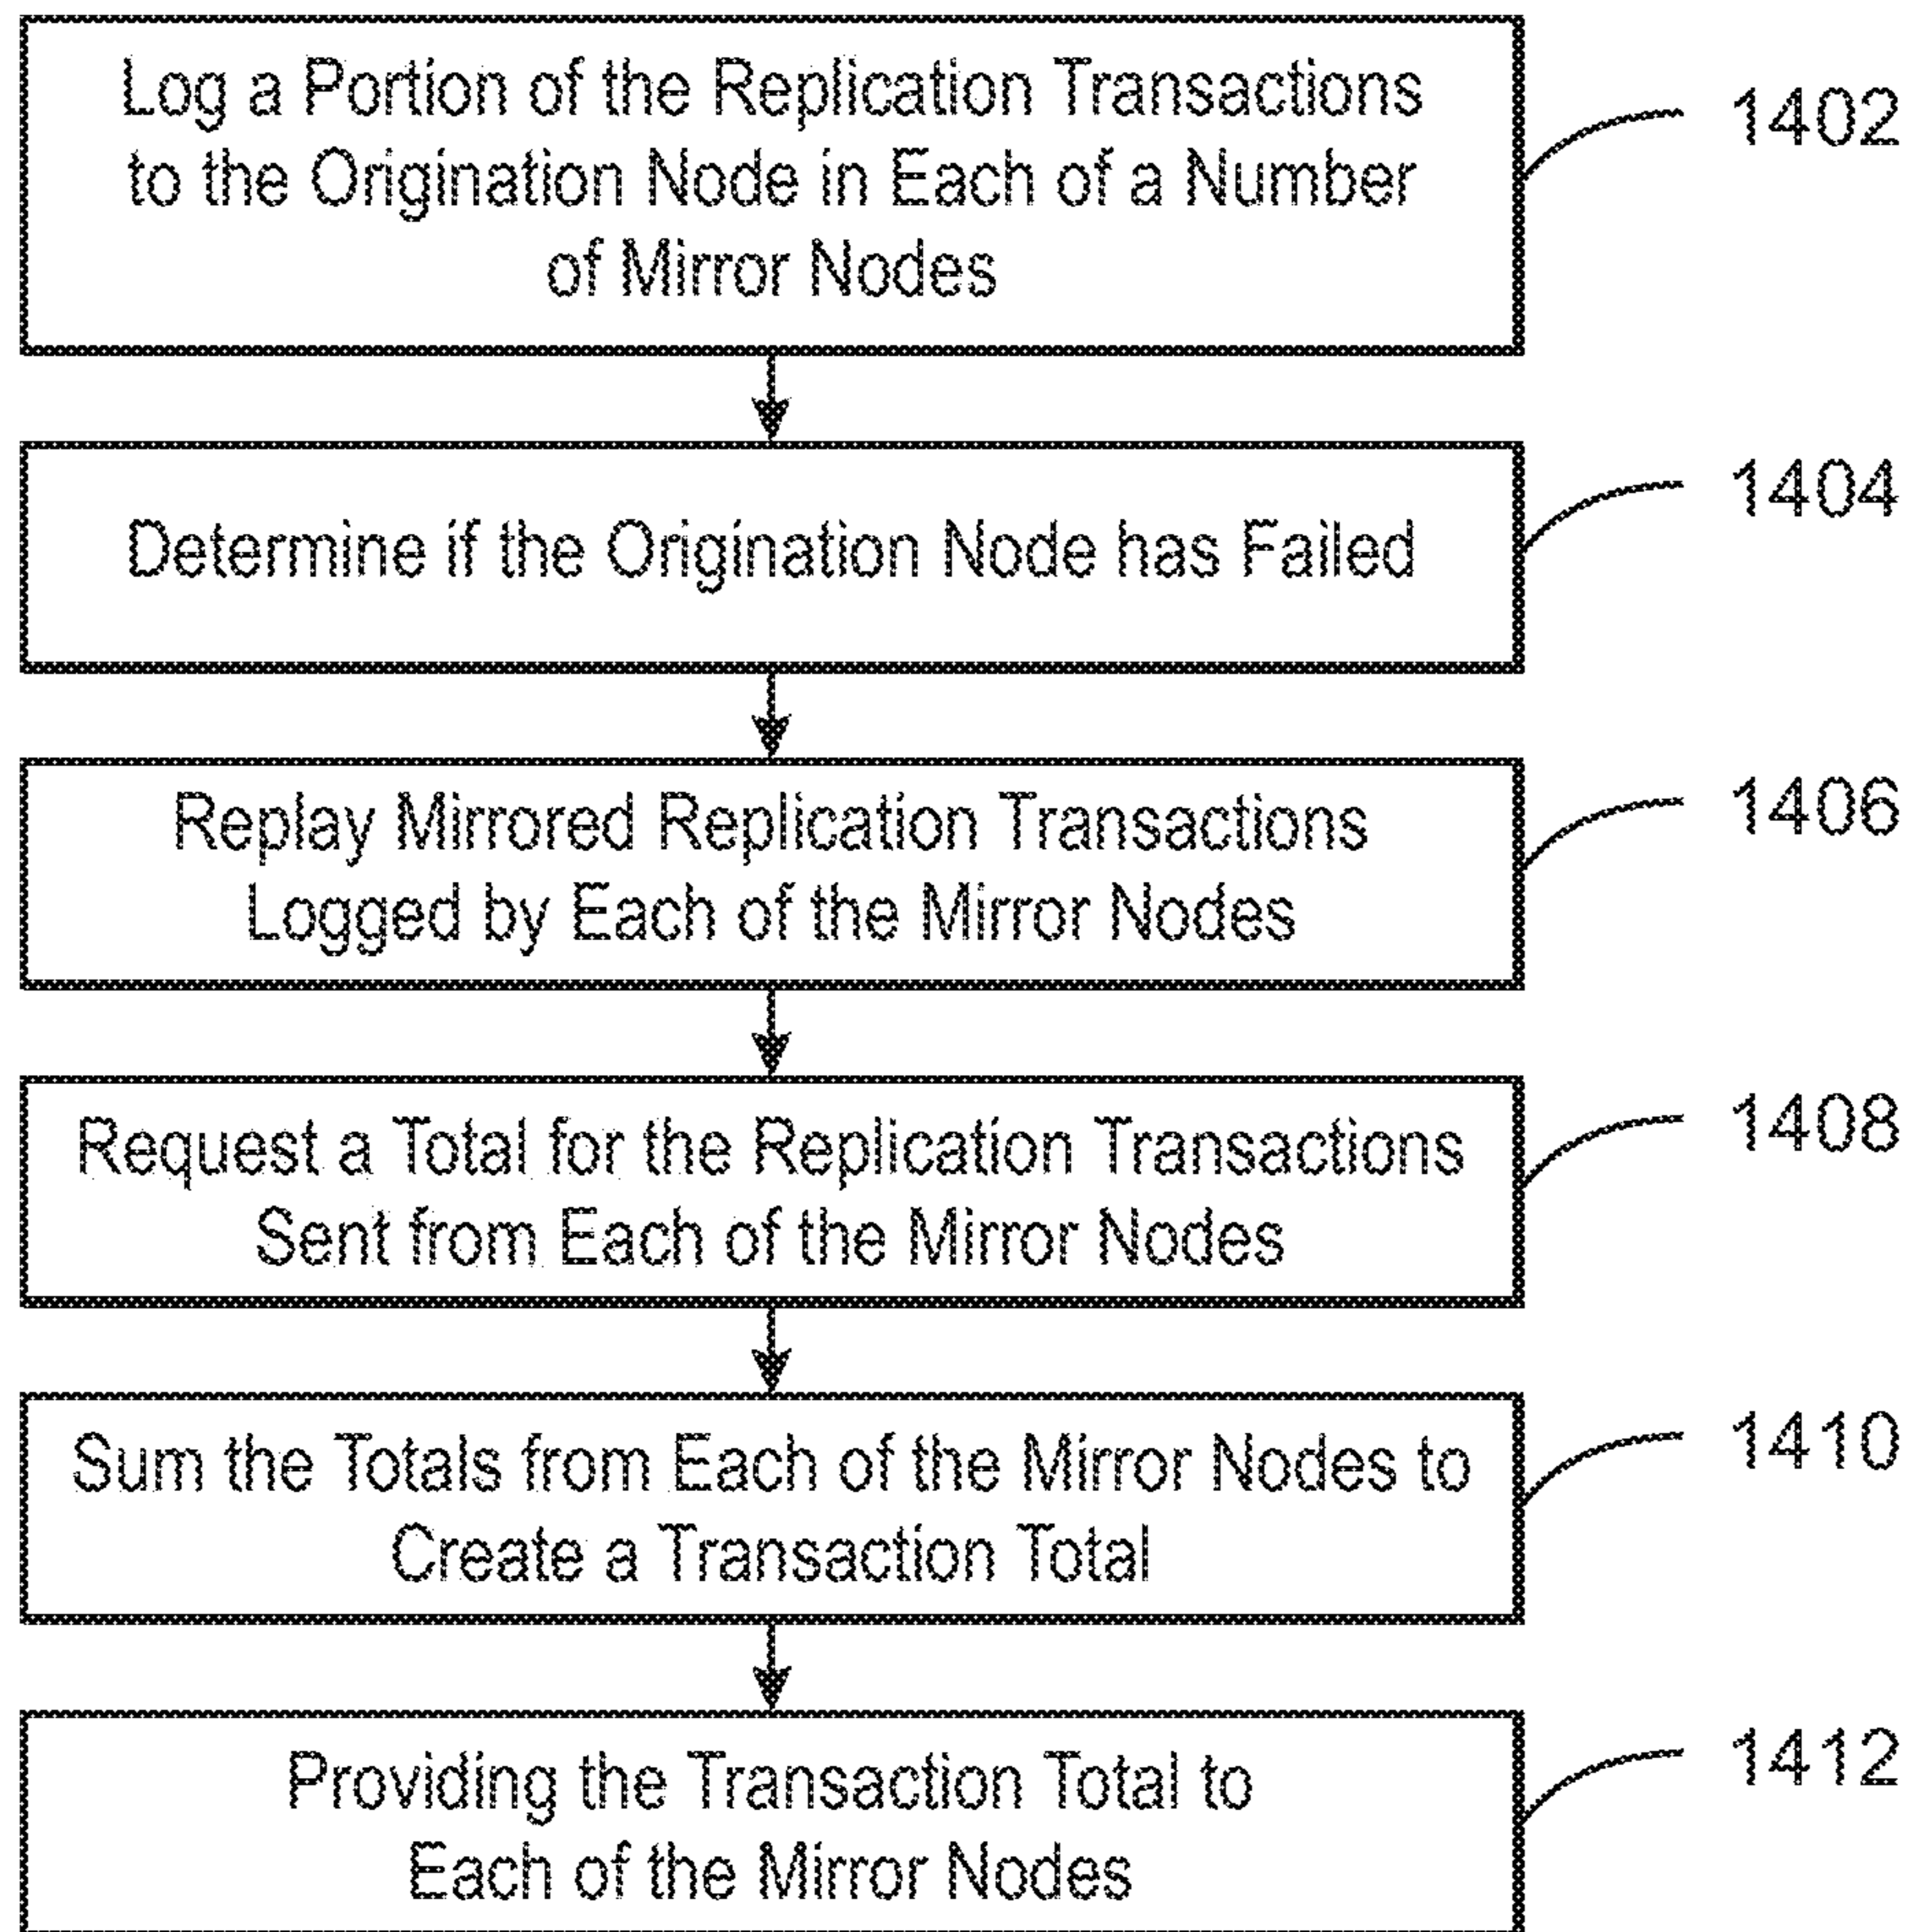 Log a Portion of the Replication Transactions
to the Origination Node in Each of a Number
of Mirror Nodes
1402
Determine if the Origination Node has Failed
1404
Replay Mirrored Replication Transactions
Logged by Each of the Mirror Nodes
1406
Request a Total for the Replication Transactions
Sent from Each of the Mirror Nodes
1408
Sum the Totals from Each of the Mirror Nodes to
Create a Transaction Total
1410
Providing the Transaction Total to
Each of the Mirror Nodes
1412